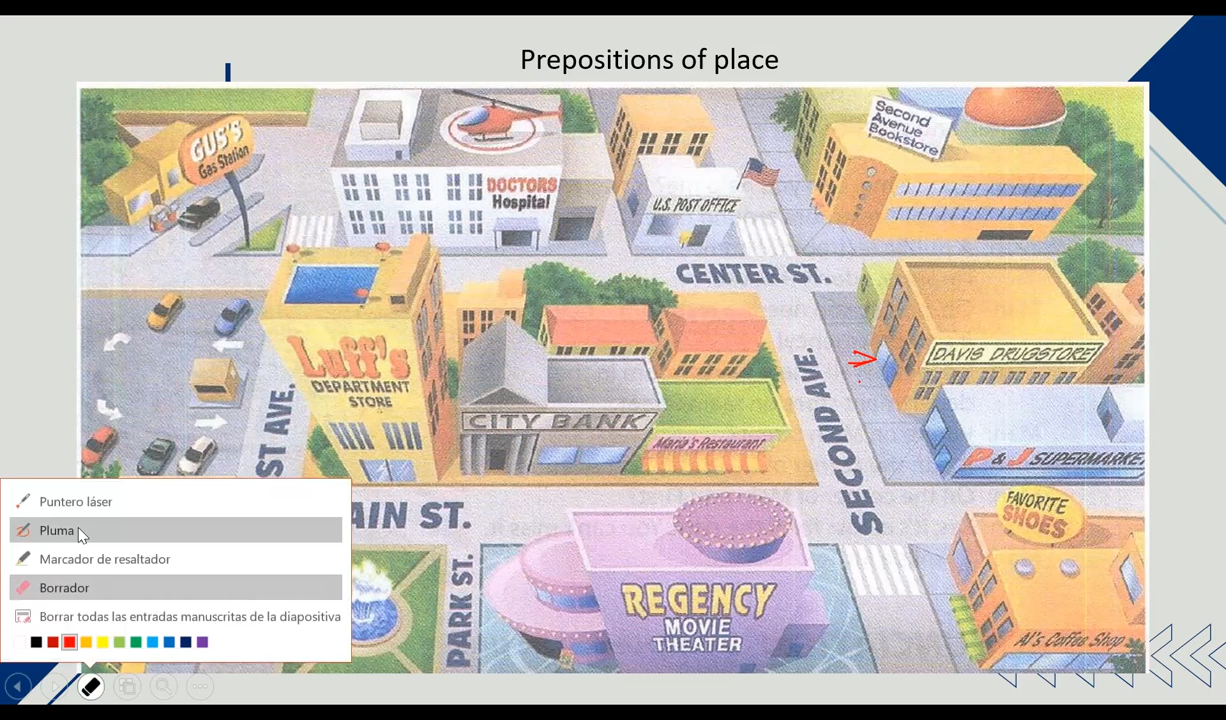 Prepositions of place
GUS'S
Gas Station
DOCTORS
Hospital
U.S. POST OFFICE
Second
Avenue
Bookstore
CENTER ST.
Luff's
DEPARTMENT
STORE
CITY BANK
Maria's Restaurant
DAVIS DRUGSTORE
P & J SUPERMARKE
ST AVE.
SECOND AVE.
AIN ST.
PARK ST.
REGENCY
MOVIE
THEATER
FAVORITE
SHOES
Al's Coffee Shop
Puntero láser
Pluma
Marcador de resaltador
Borrador
Borrar todas las entradas manuscritas de la diapositiva